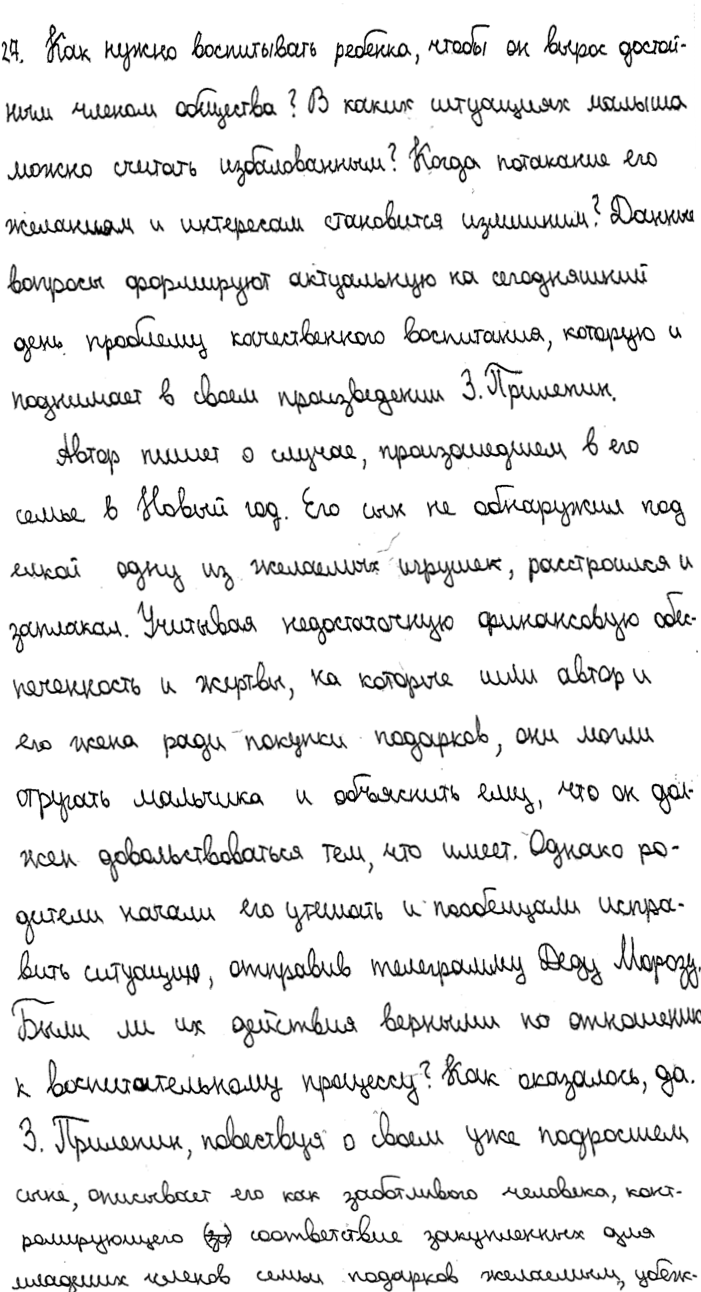 27. Как нужно воспитывать ребенка, чтобы он вырос достой-
ным членом общества? В каких ситуациях малыша
можно считать избалованным? Когда потакание его
желаниям и интересам становится излишним? Данные
вопросы формируют актуальную на сегодняшний
день проблему качественного воспитания, которую и
поднимает в своем произведении З. Прилепин.
Автор пишет о случае, произошедшем в его
семье в Новый год. Его сын не обнаружил под
елкой одну из желаемых игрушек, расстроился и
заплакал. Учитывая недостаточную финансовую обес-
печенность и жертвы, на которые шли автор и
его жена ради покупки подарков, они могли
отругать мальчика и объяснить ему, что он дол-
жен довольствоваться тем, что имеет. Однако ро-
дители начали его утешать и пообещали испра-
вить ситуацию, отправив телеграмму Деду Морозу.
Были ли их действия верными по отношению
к воспитательному процессу? Как оказалось, да.
З. Прилепин, повествуя о своем уже подросшем
сыне, описывает его как заботливого человека, конт-
ролирующего соответствие закупленных для
младших членов семьи подарков желаемым, убеж-